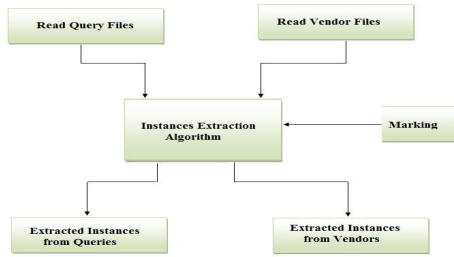 Read Query Files
Read Vendor Files
Instances Extraction
Algorithm
Marking
Extracted Instances
from Queries
Extracted Instances
from Vendors